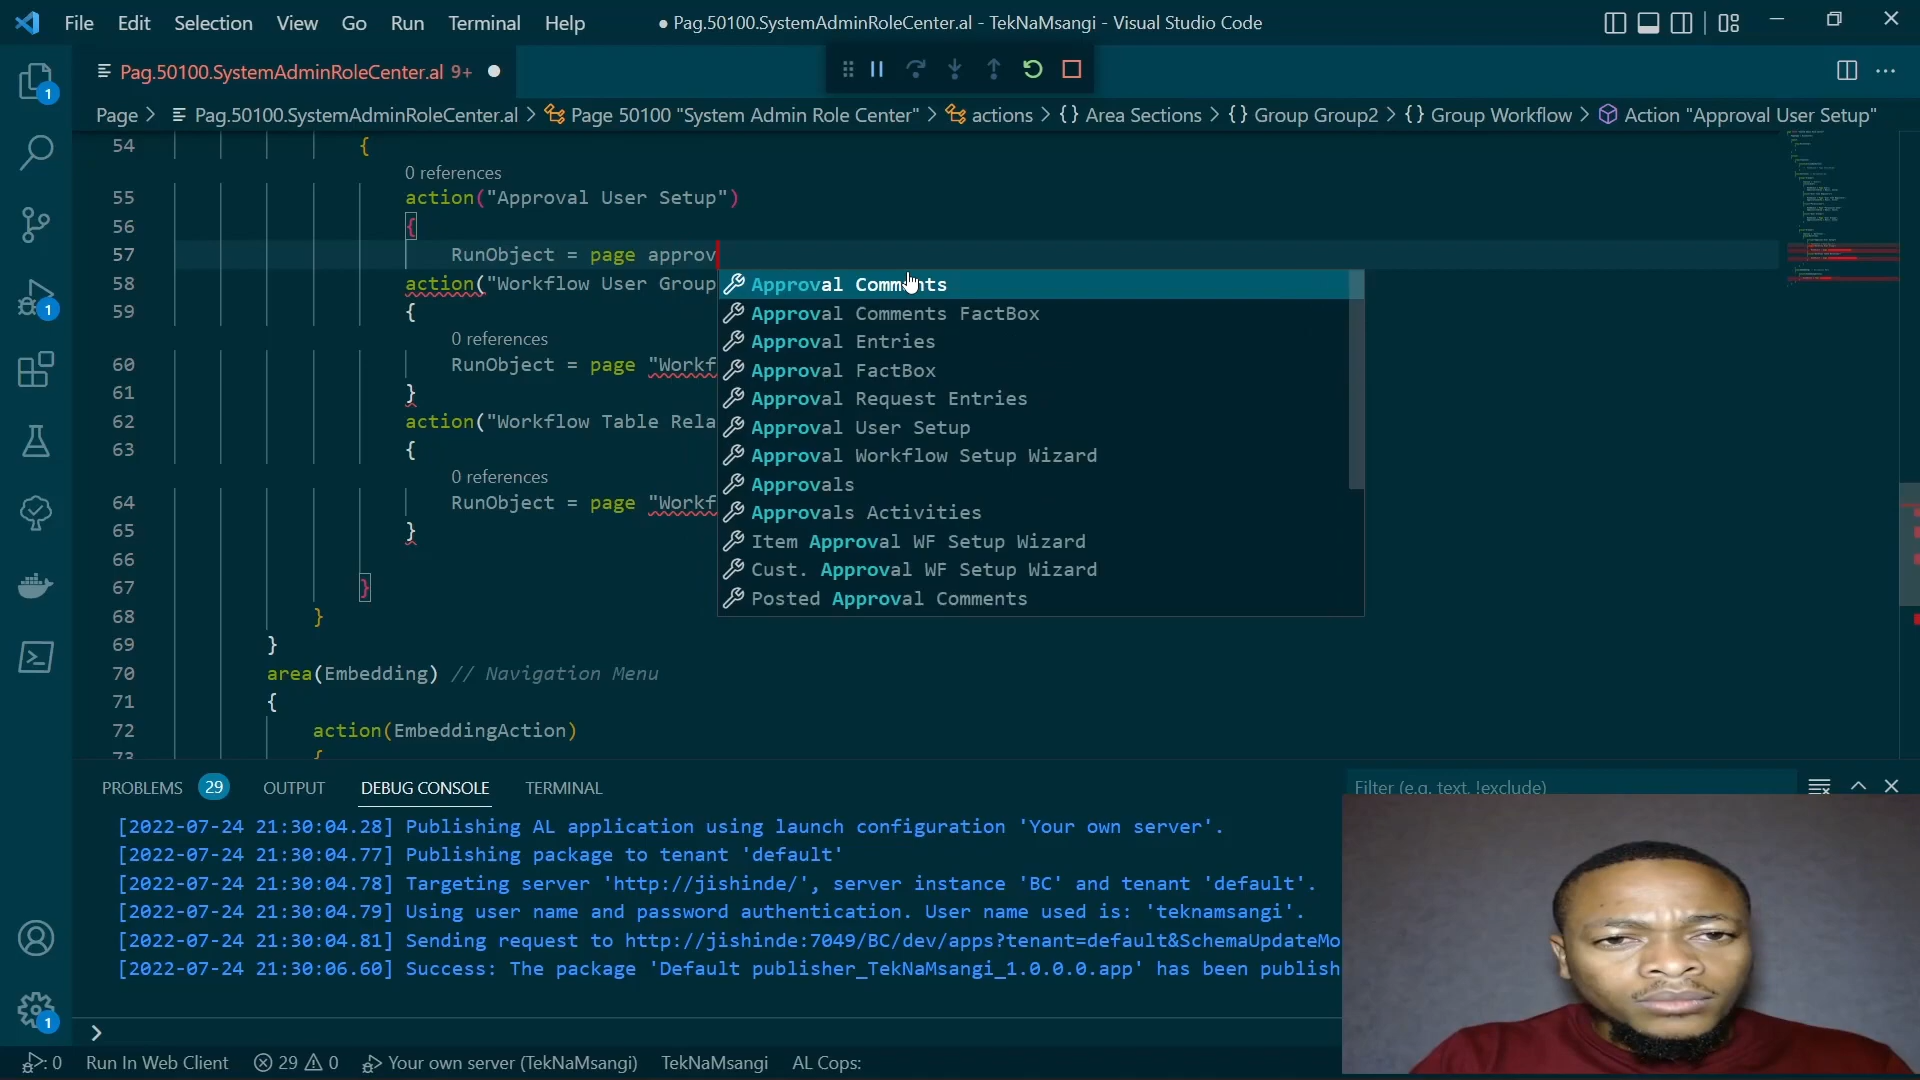 File Edit Selection View Go Run Terminal Help
● Pag.50100.SystemAdminRoleCenter.al - TekNaMsangi - Visual Studio Code
Pag.50100.SystemAdminRoleCenter.al 9+ ●
Page > Pag.50100.SystemAdminRoleCenter.al > Page 50100 "System Admin Role Center" > actions > {} Area Sections > {} Group Group2 > {} Group Workflow > Action "Approval User Setup"
54 {
0 references
55 action("Approval User Setup")
56 {
57 RunObject = page approv
58 action("Workflow User Group
59 {
0 references
60 RunObject = page "Workf
61 }
62 action("Workflow Table Rela
63 {
0 references
64 RunObject = page "Workf
65 }
66
67 }
68 }
69 }
70 area(Embedding) // Navigation Menu
71 {
72 action(EmbeddingAction)
73 {
Approval Comments
Approval Comments FactBox
Approval Entries
Approval FactBox
Approval Request Entries
Approval User Setup
Approval Workflow Setup Wizard
Approvals
Approvals Activities
Item Approval WF Setup Wizard
Cust. Approval WF Setup Wizard
Posted Approval Comments
PROBLEMS 29 OUTPUT DEBUG CONSOLE TERMINAL
Filter (e.g. text, !exclude)
[2022-07-24 21:30:04.28] Publishing AL application using launch configuration 'Your own server'.
[2022-07-24 21:30:04.77] Publishing package to tenant 'default'
[2022-07-24 21:30:04.78] Targeting server 'http://jishinde/', server instance 'BC' and tenant 'default'.
[2022-07-24 21:30:04.79] Using user name and password authentication. User name used is: 'teknamsangi'.
[2022-07-24 21:30:04.81] Sending request to http://jishinde:7049/BC/dev/apps?tenant=default&SchemaUpdateMo
[2022-07-24 21:30:06.60] Success: The package 'Default publisher_TekNaMsangi_1.0.0.0.app' has been publish
>
1
1
1
0 Run In Web Client 29 0 Your own server (TekNaMsangi) TekNaMsangi AL Cops: